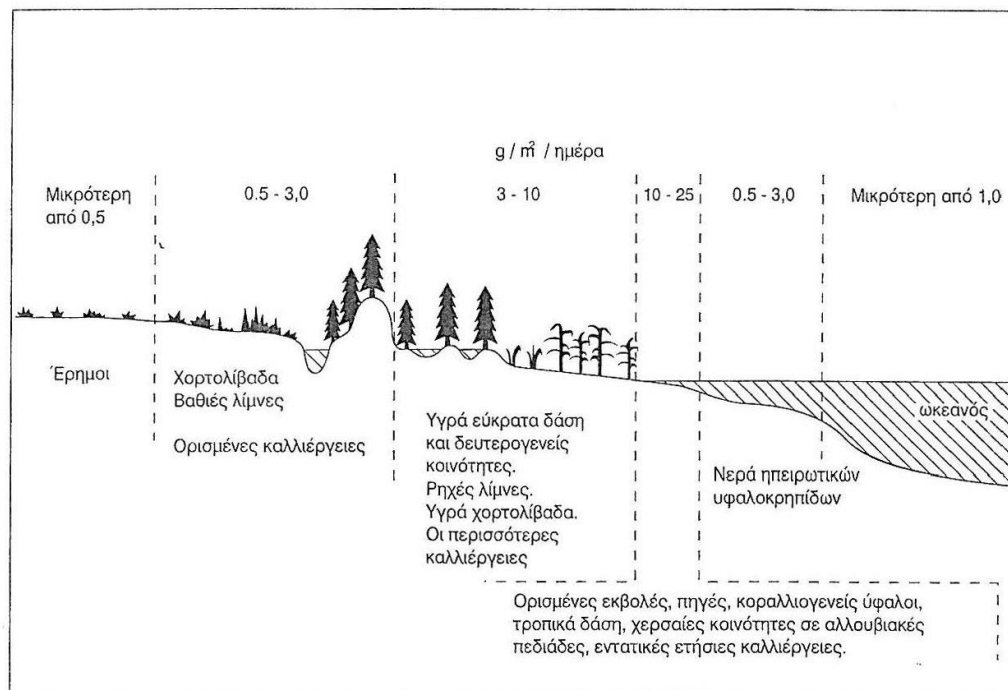 g / m² / ημέρα
Μικρότερη
από 0,5
0.5 - 3,0
3 - 10
10 - 25
0.5 - 3,0
Μικρότερη από 1,0
Έρημοι
Χορτολίβαδα
Βαθιές λίμνες
Ορισμένες καλλιέργειες
Υγρά εύκρατα δάση
και δευτερογενείς
κοινότητες.
Ρηχές λίμνες.
Υγρά χορτολίβαδα.
Οι περισσότερες
καλλιέργειες
ωκεανός
Νερά ηπειρωτικών
υφαλοκρηπίδων
Ορισμένες εκβολές, πηγές, κοραλλιογενείς ύφαλοι,
τροπικά δάση, χερσαίες κοινότητες σε αλλουβιακές
πεδιάδες, εντατικές ετήσιες καλλιέργειες.